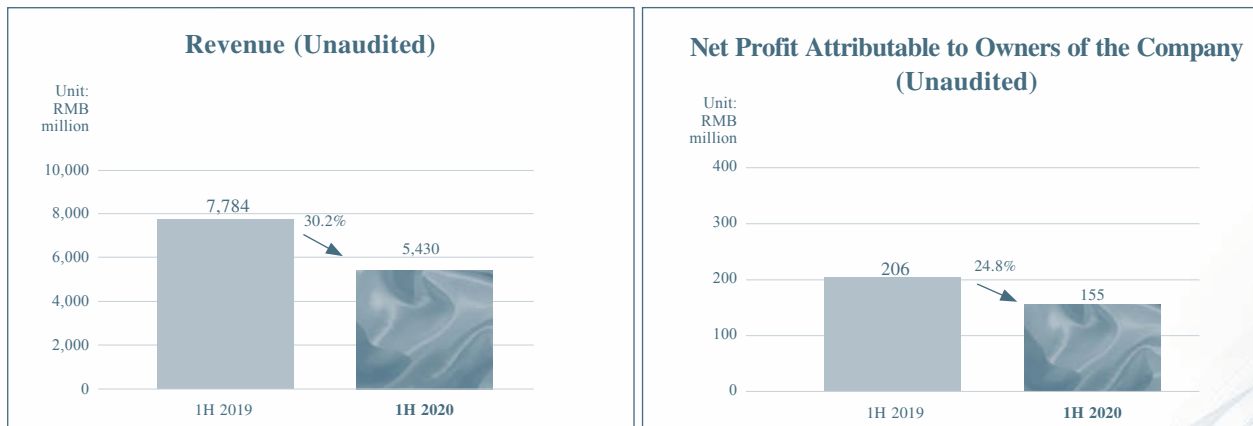 Revenue (Unaudited)
Unit:
RMB
million
10,000
8,000
6,000
4,000
2,000
0
7,784
30.2%
5,430
1H 2019
1H 2020
Net Profit Attributable to Owners of the Company
(Unaudited)
Unit:
RMB
million
400
300
200
100
0
206
24.8%
155
1H 2019
1H 2020